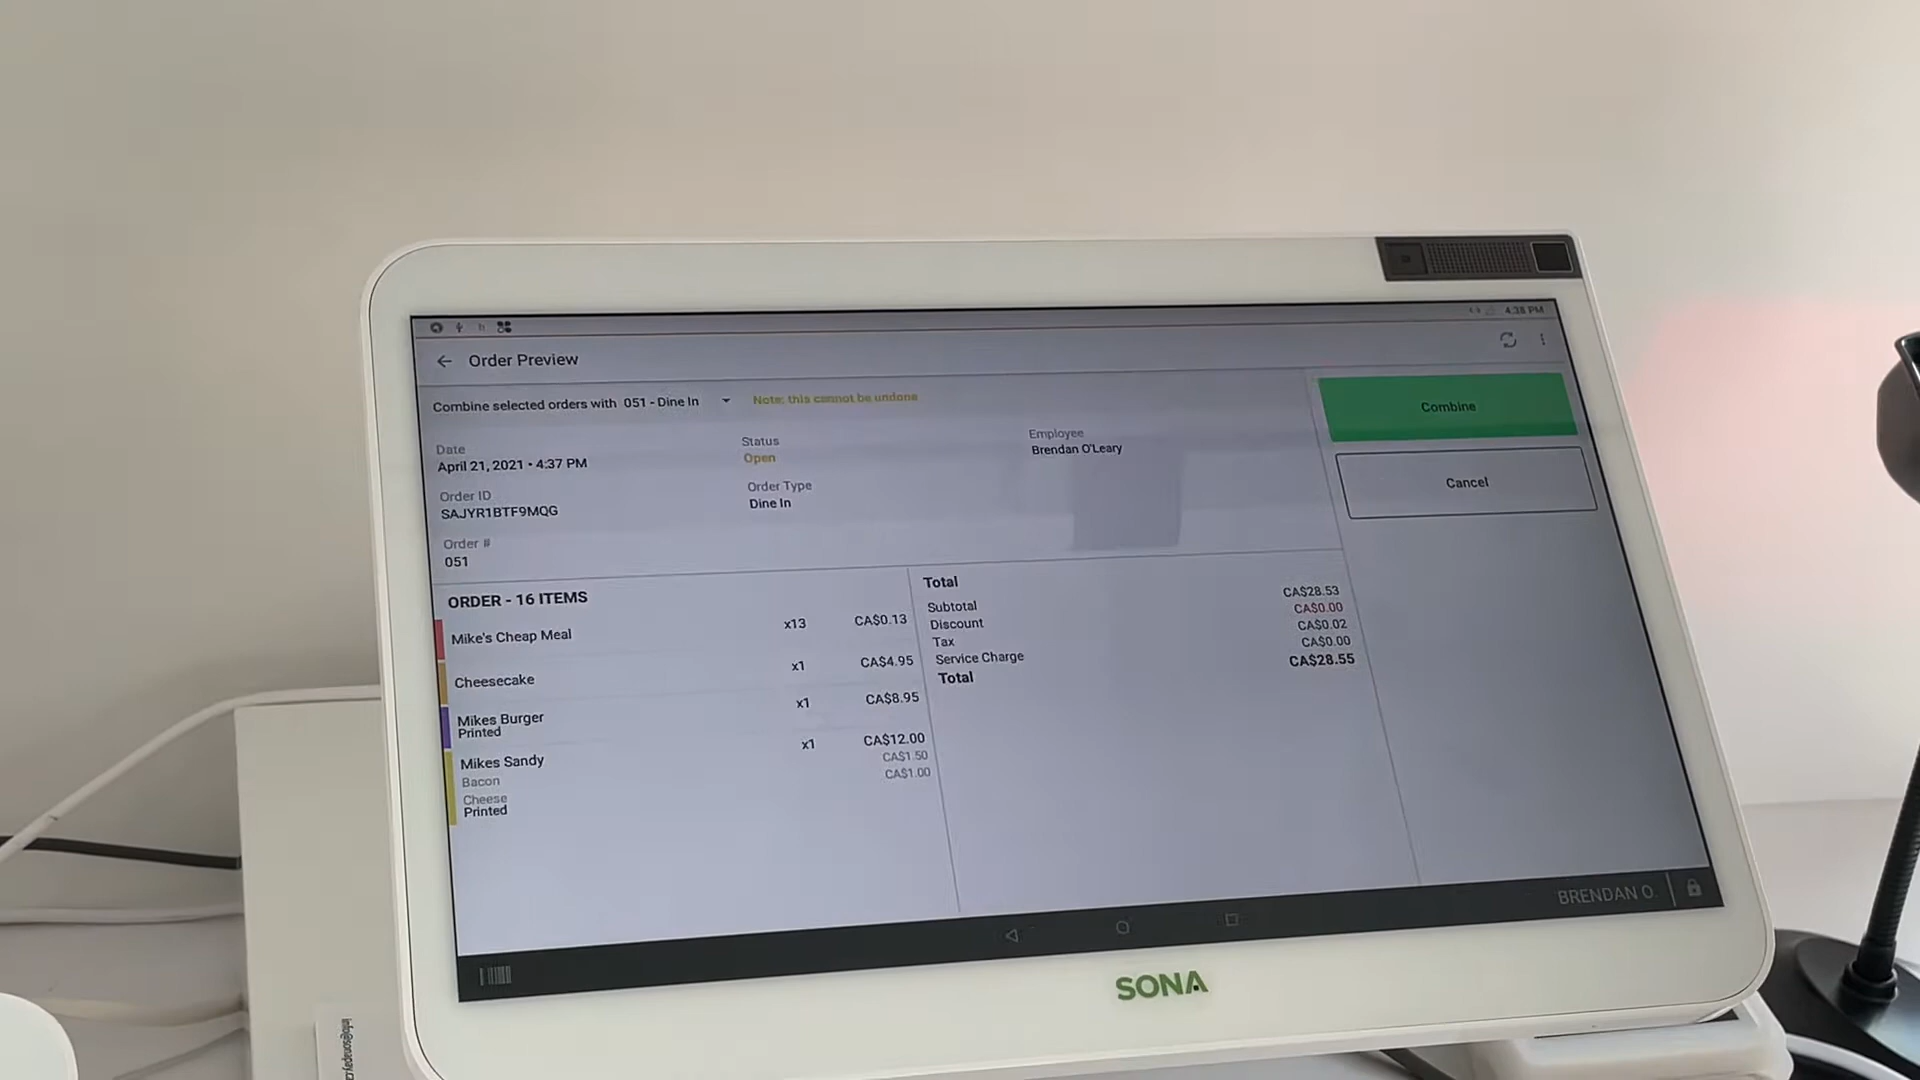 4:38 PM
Order Preview
Combine selected orders with 051 - Dine In Note: this cannot be undone
Combine
Cancel
Date
April 21, 2021 • 4:37 PM
Status
Open
Employee
Brendan O'Leary
Order ID
SAJYR1BTF9MQG
Order Type
Dine In
Order #
051
ORDER - 16 ITEMS
Mike's Cheap Meal x13 CA$0.13
Cheesecake x1 CA$4.95
Mikes Burger x1 CA$8.95
Printed
Mikes Sandy x1 CA$12.00
Bacon CA$1.50
Cheese CA$1.00
Printed
Total
Subtotal CA$28.53
Discount CA$0.00
Tax CA$0.02
Service Charge CA$0.00
Total CA$28.55
BRENDAN O.
SONA